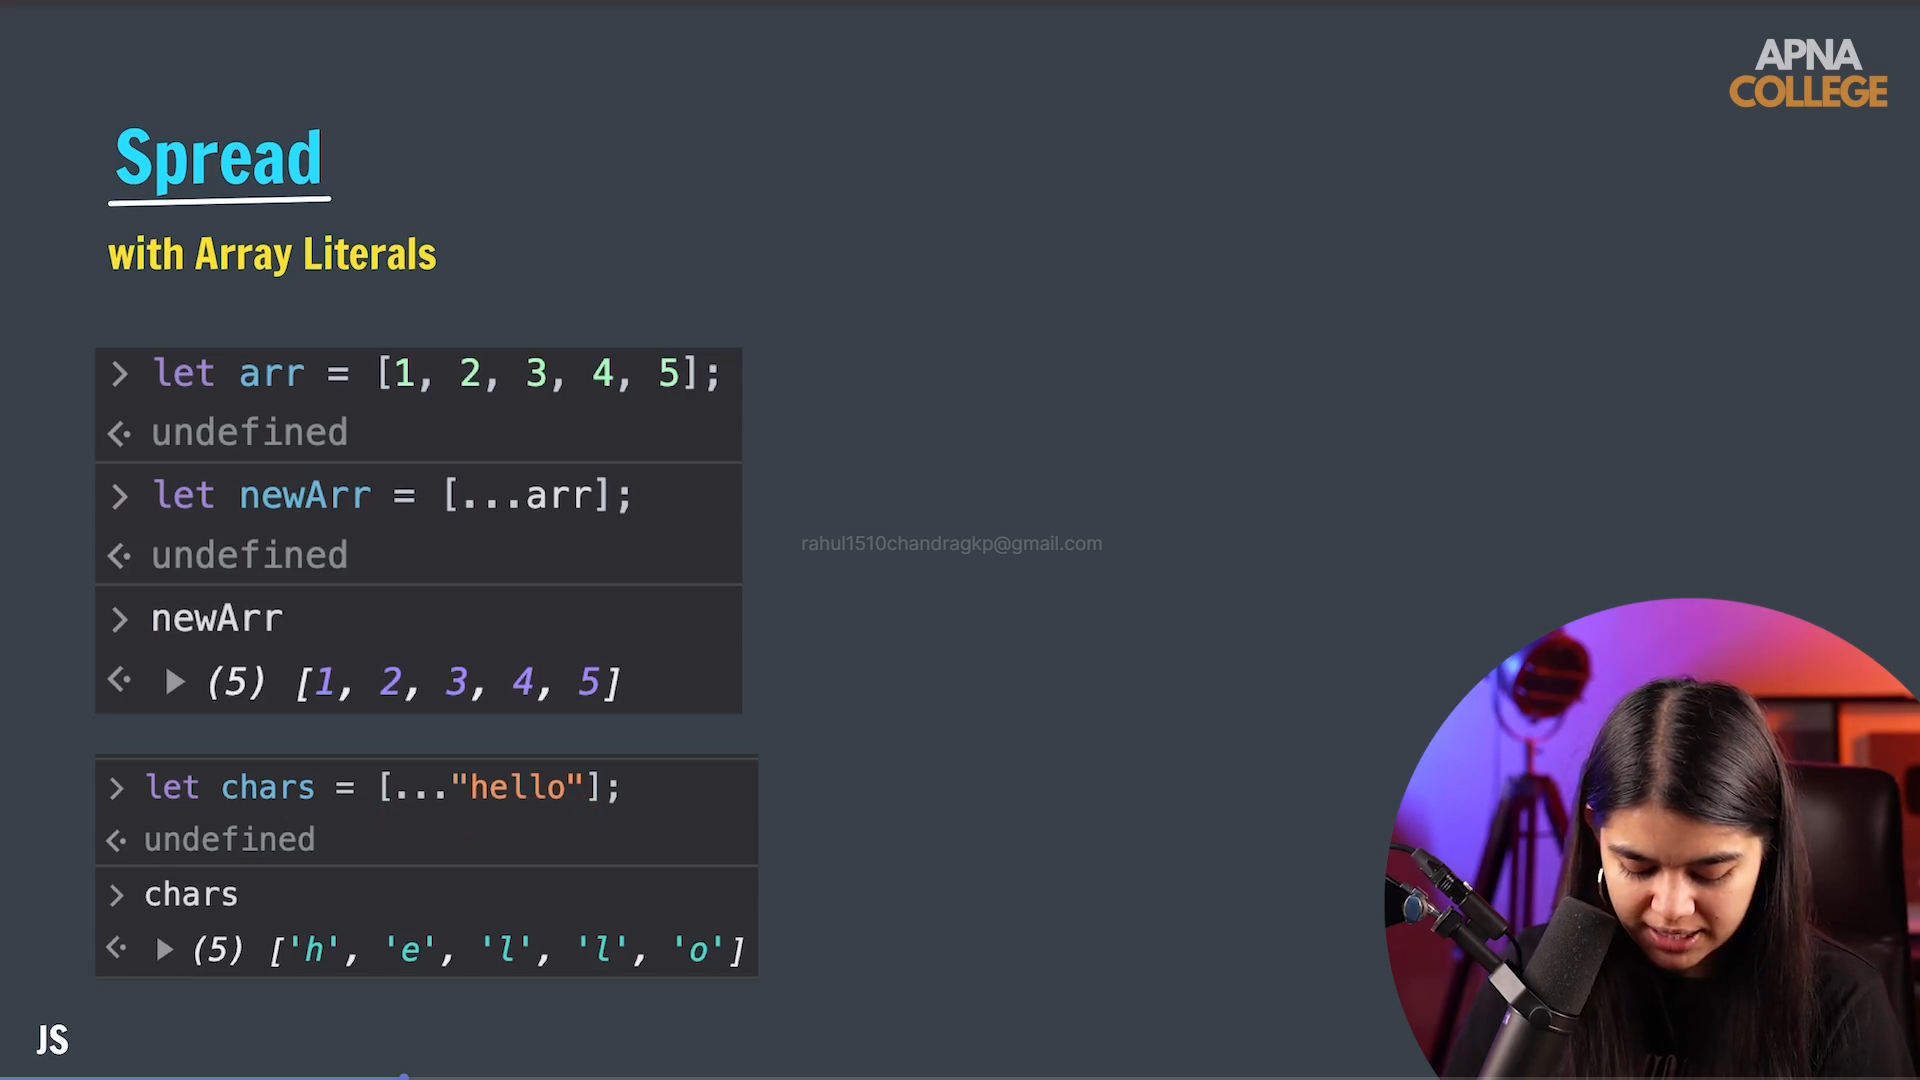 APNA
COLLEGE
Spread
with Array Literals
> let arr = [1, 2, 3, 4, 5];
undefined
> let newArr = [...arr];
undefined
> newArr
(5) [1, 2, 3, 4, 5]
rahul1510chandragkp@gmail.com
> let chars = [..."hello"];
undefined
> chars
(5) ['h', 'e', 'l', 'l', 'o']
JS